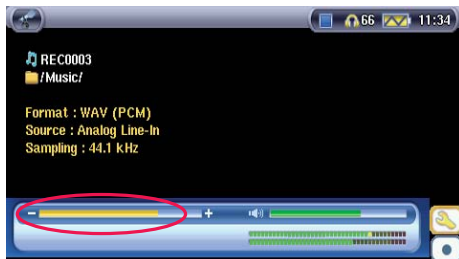 66 11:34
REC0003
/Music/
Format : WAV (PCM)
Source : Analog Line-In
Sampling : 44.1 kHz
- +